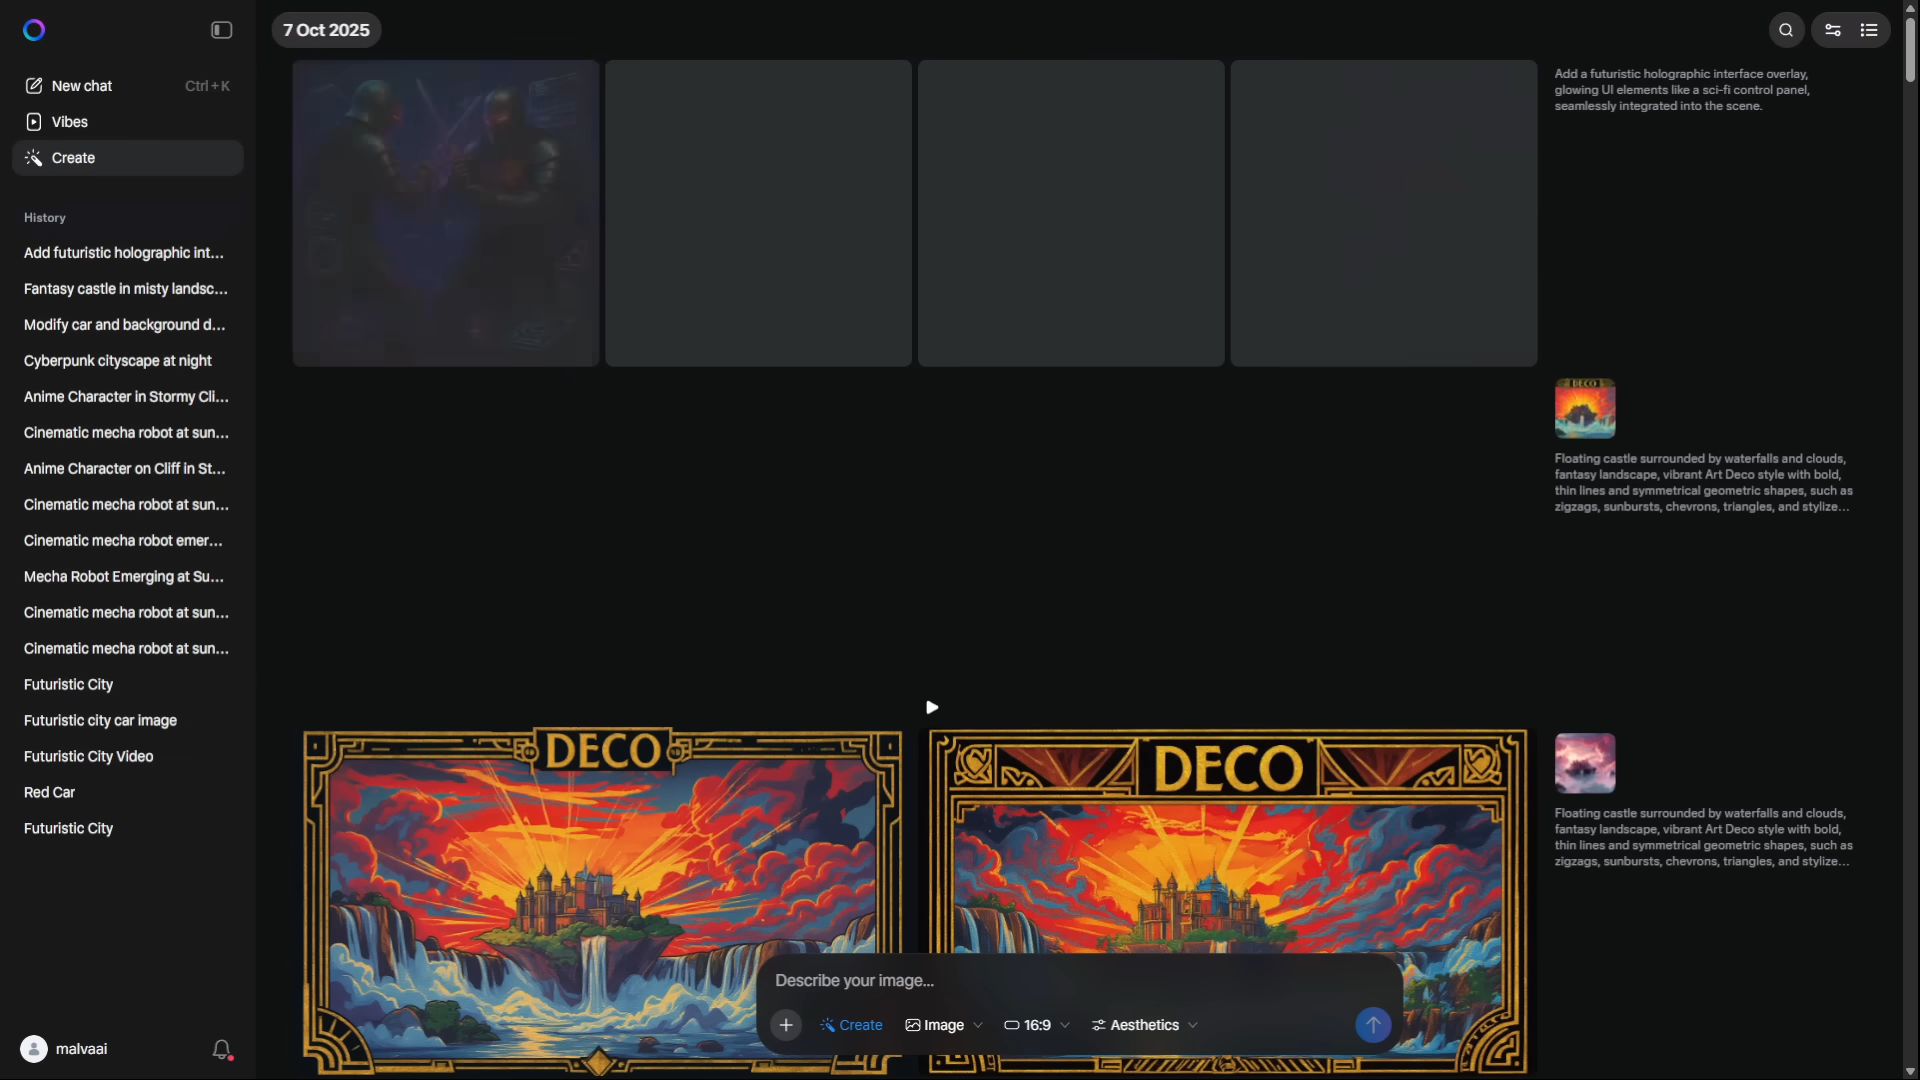 7 Oct 2025
New chat
Ctrl+K
Vibes
Create
History
Add futuristic holographic int...
Fantasy castle in misty landsc...
Modify car and background d...
Cyberpunk cityscape at night
Anime Character in Stormy Cli...
Cinematic mecha robot at sun...
Anime Character on Cliff in St...
Cinematic mecha robot at sun...
Cinematic mecha robot emer...
Mecha Robot Emerging at Su...
Cinematic mecha robot at sun...
Cinematic mecha robot at sun...
Futuristic City
Futuristic city car image
Futuristic City Video
Red Car
Futuristic City
malvaai
Add a futuristic holographic interface overlay,
glowing UI elements like a sci-fi control panel,
seamlessly integrated into the scene.
DECO
Floating castle surrounded by waterfalls and clouds,
fantasy landscape, vibrant Art Deco style with bold,
thin lines and symmetrical geometric shapes, such as
zigzags, sunbursts, chevrons, triangles, and stylize...
DECO
DECO
Floating castle surrounded by waterfalls and clouds,
fantasy landscape, vibrant Art Deco style with bold,
thin lines and symmetrical geometric shapes, such as
zigzags, sunbursts, chevrons, triangles, and stylize...
Describe your image...
Create
Image
16:9
Aesthetics